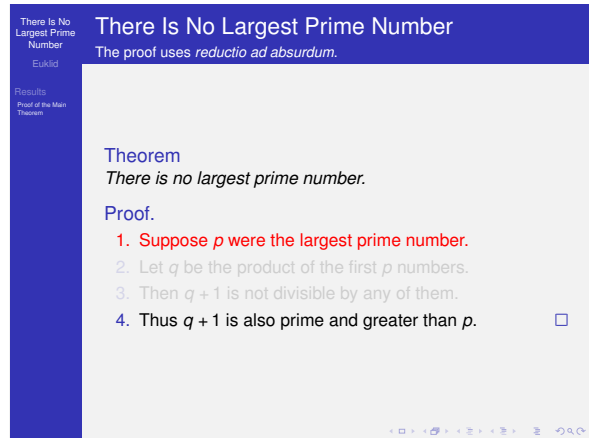 There Is No
Largest Prime
Number
Euklid
Results
Proof of the Main
Theorem
There Is No Largest Prime Number
The proof uses reductio ad absurdum.
Theorem
There is no largest prime number.
Proof.
1. Suppose p were the largest prime number.
2. Let q be the product of the first p numbers.
3. Then q + 1 is not divisible by any of them.
4. Thus q + 1 is also prime and greater than p.